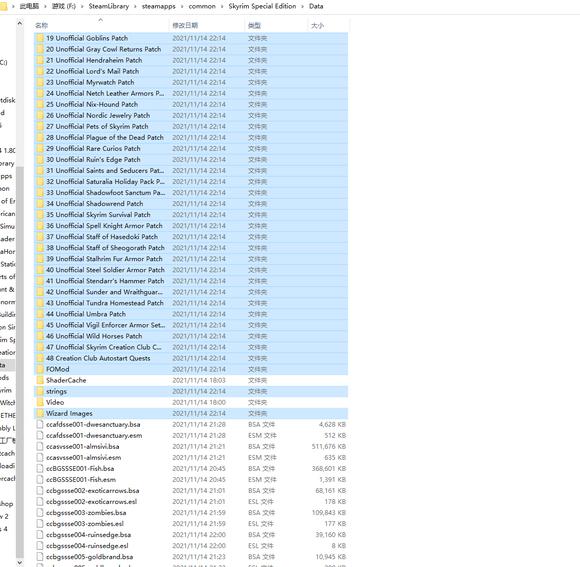 此电脑 › 游戏 (F:) › SteamLibrary › steamapps › common › Skyrim Special Edition › Data
名称 修改日期 类型 大小
19 Unofficial Goblins Patch 2021/11/14 22:14 文件夹
20 Unofficial Gray Cowl Returns Patch 2021/11/14 22:14 文件夹
21 Unofficial Hendraheim Patch 2021/11/14 22:14 文件夹
22 Unofficial Lord's Mail Patch 2021/11/14 22:14 文件夹
23 Unofficial Myrwatch Patch 2021/11/14 22:14 文件夹
24 Unofficial Netch Leather Armors P... 2021/11/14 22:14 文件夹
25 Unofficial Nix-Hound Patch 2021/11/14 22:14 文件夹
26 Unofficial Nordic Jewelry Patch 2021/11/14 22:14 文件夹
27 Unofficial Pets of Skyrim Patch 2021/11/14 22:14 文件夹
28 Unofficial Plague of the Dead Patch 2021/11/14 22:14 文件夹
29 Unofficial Rare Curios Patch 2021/11/14 22:14 文件夹
30 Unofficial Ruin's Edge Patch 2021/11/14 22:14 文件夹
31 Unofficial Saints and Seducers Pat... 2021/11/14 22:14 文件夹
32 Unofficial Saturalia Holiday Pack P... 2021/11/14 22:14 文件夹
33 Unofficial Shadowfoot Sanctum Pa... 2021/11/14 22:14 文件夹
34 Unofficial Shadowrend Patch 2021/11/14 22:14 文件夹
35 Unofficial Skyrim Survival Patch 2021/11/14 22:14 文件夹
36 Unofficial Spell Knight Armor Patch 2021/11/14 22:14 文件夹
37 Unofficial Staff of Hasedoki Patch 2021/11/14 22:14 文件夹
38 Unofficial Staff of Sheogorath Patch 2021/11/14 22:14 文件夹
39 Unofficial Stalhrim Fur Armor Patch 2021/11/14 22:14 文件夹
40 Unofficial Steel Soldier Armor Patch 2021/11/14 22:14 文件夹
41 Unofficial Stendarr's Hammer Patch 2021/11/14 22:14 文件夹
42 Unofficial Sunder and Wraithguar... 2021/11/14 22:14 文件夹
43 Unofficial Tundra Homestead Patch 2021/11/14 22:14 文件夹
44 Unofficial Umbra Patch 2021/11/14 22:14 文件夹
45 Unofficial Vigil Enforcer Armor Set... 2021/11/14 22:14 文件夹
46 Unofficial Wild Horses Patch 2021/11/14 22:14 文件夹
47 Unofficial Skyrim Creation Club C... 2021/11/14 22:14 文件夹
48 Creation Club Autostart Quests 2021/11/14 22:14 文件夹
FOMod 2021/11/14 22:14 文件夹
ShaderCache 2021/11/14 18:03 文件夹
strings 2021/11/14 22:14 文件夹
Video 2021/11/14 18:00 文件夹
Wizard Images 2021/11/14 22:14 文件夹
ccafdsse001-dwesanctuary.bsa 2021/11/14 21:28 BSA 文件 4,628 KB
ccafdsse001-dwesanctuary.esm 2021/11/14 21:28 ESM 文件 512 KB
ccasvsse001-almsivi.bsa 2021/11/14 21:21 BSA 文件 511,676 KB
ccasvsse001-almsivi.esm 2021/11/14 21:21 ESM 文件 635 KB
ccBGSSSE001-Fish.bsa 2021/11/14 20:45 BSA 文件 368,601 KB
ccBGSSSE001-Fish.esm 2021/11/14 20:45 ESM 文件 1,391 KB
ccbgssse002-exoticarrows.bsa 2021/11/14 21:01 BSA 文件 68,161 KB
ccbgssse002-exoticarrows.esl 2021/11/14 21:01 ESL 文件 178 KB
ccbgssse003-zombies.bsa 2021/11/14 21:59 BSA 文件 109,843 KB
ccbgssse003-zombies.esl 2021/11/14 21:59 ESL 文件 177 KB
ccbgssse004-ruinsedge.bsa 2021/11/14 22:00 BSA 文件 39,160 KB
ccbgssse004-ruinsedge.esl 2021/11/14 22:00 ESL 文件 8 KB
ccbgssse005-goldbrand.bsa 2021/11/14 21:23 BSA 文件 10,945 KB